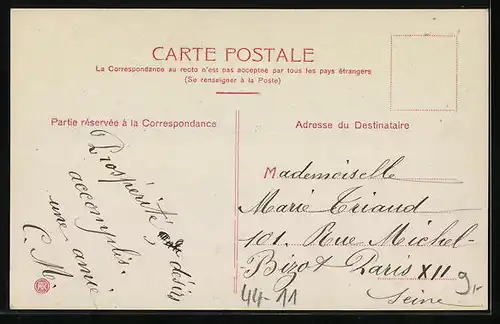 CARTE POSTALE
La Correspondance au recto n'est pas acceptée par tous les pays étrangers
(Se renseigner à la Poste)
Partie réservée à la Correspondance
Prospérité, désirs
accomplis.
une amie
C. M.
Adresse du Destinataire
Mademoiselle
Marie Triaud
101. Rue Michel-
Bizot Paris XII
Seine
44-11
9,-